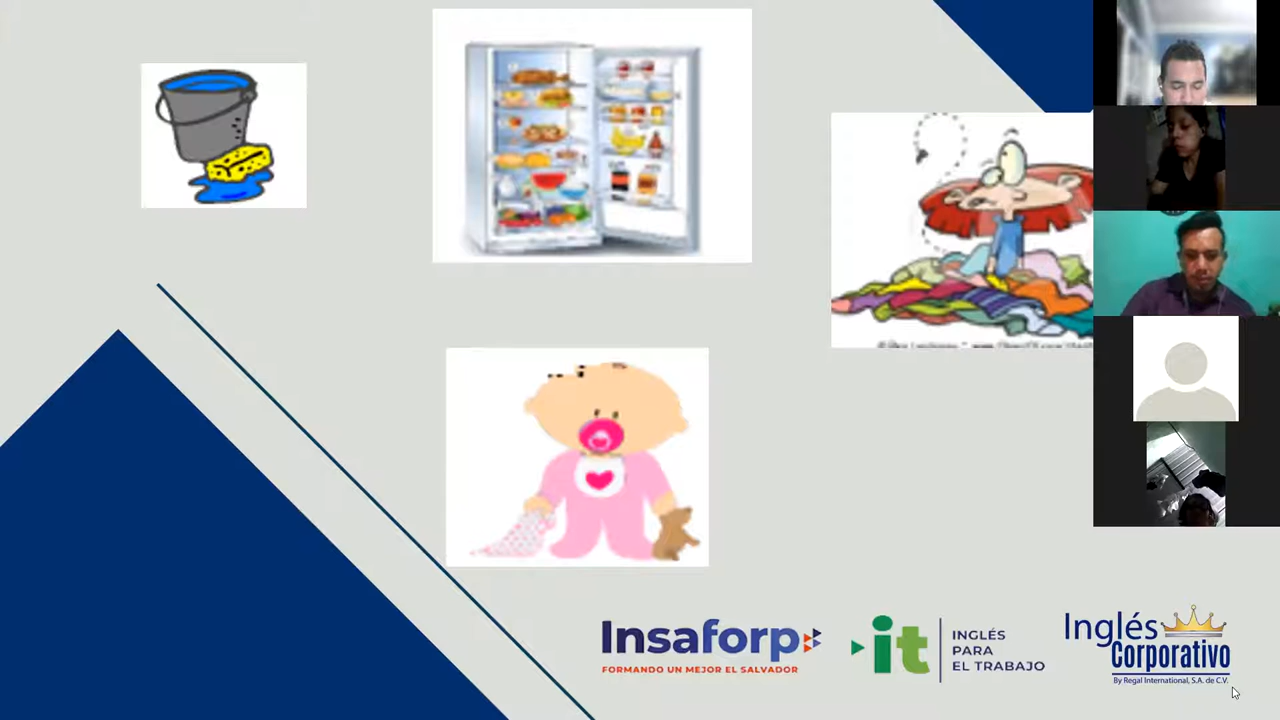 Insaforp
FORMANDO UN MEJOR EL SALVADOR
it
INGLÉS
PARA
EL TRABAJO
Inglés
Corporativo
By Regal International, S.A. de C.V.